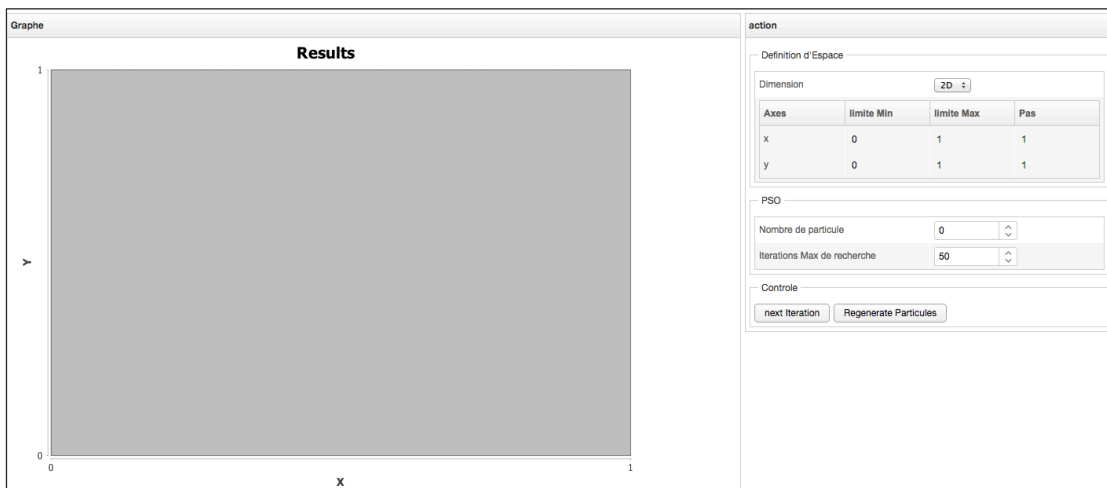 Graphe
Results
1
Y
0
0 1
X
action
Definition d'Espace
Dimension 2D
Axes limite Min limite Max Pas
x 0 1 1
y 0 1 1
PSO
Nombre de particule 0
Iterations Max de recherche 50
Controle
next Iteration Regenerate Particules